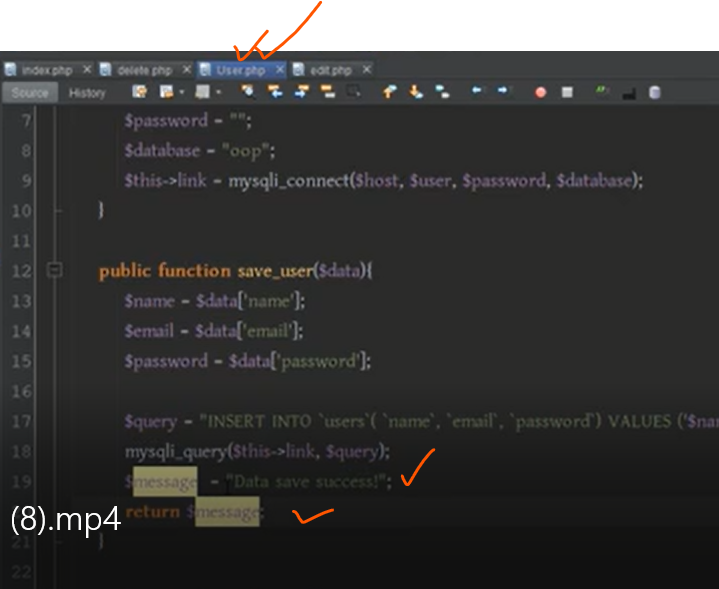 index.php × delete.php × User.php × edit.php ×
Source History
7 $password = "";
8 $database = "oop";
9 $this->link = mysqli_connect($host, $user, $password, $database);
10 }
11
12 public function save_user($data){
13 $name = $data['name'];
14 $email = $data['email'];
15 $password = $data['password'];
16
17 $query = "INSERT INTO `users`( `name`, `email`, `password`) VALUES ('$nar
18 mysqli_query($this->link, $query);
19 $message = "Data save success!";
(8).mp4 return $message;
21 }
22